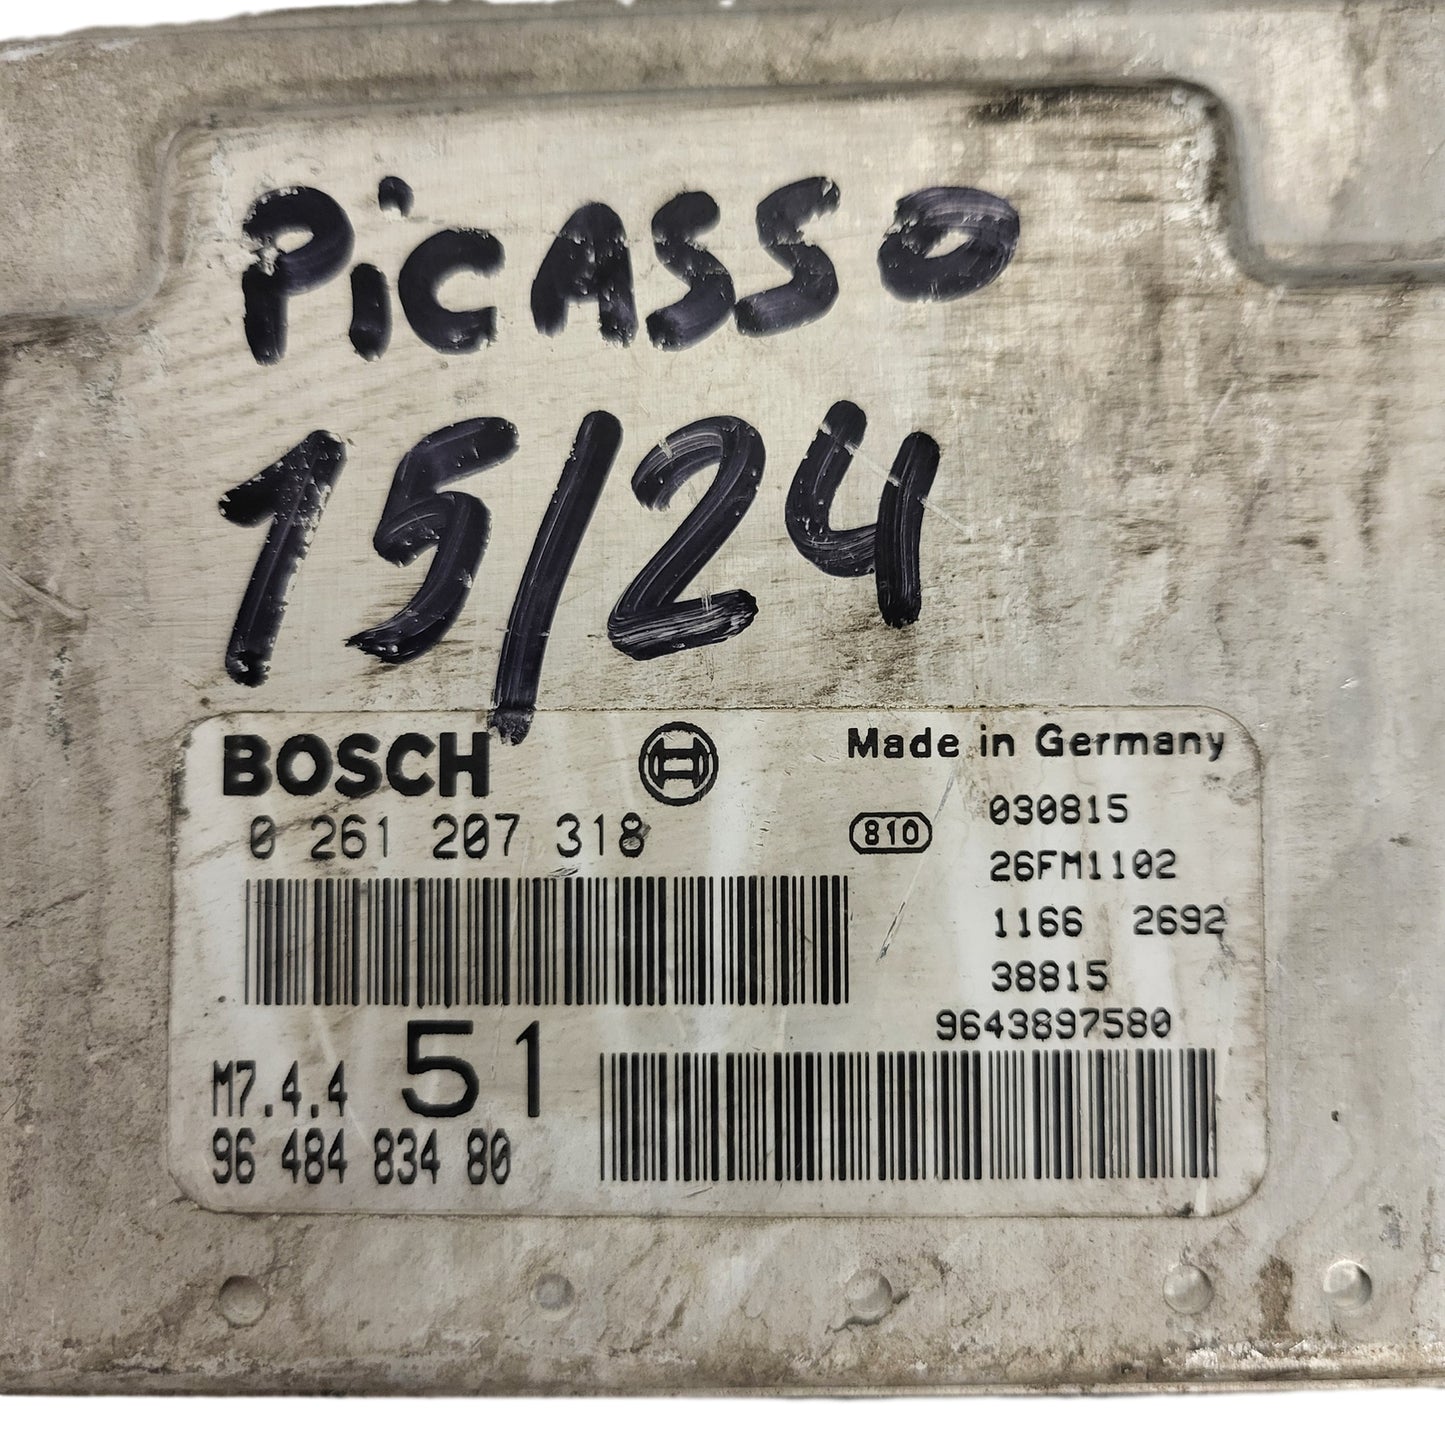 PiCASSO
15/24
BOSCH Made in Germany
0 261 207 318 810 030815
26FM1102
1166 2692
38815
9643897580
M7.4.4 51
96 484 834 80